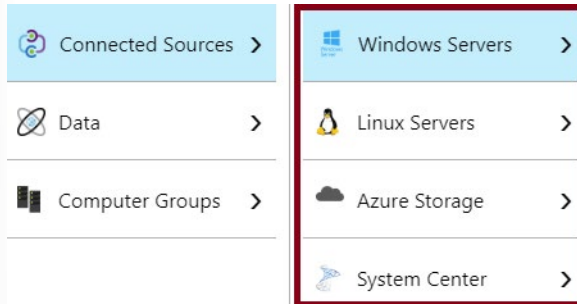 Connected Sources
Data
Computer Groups
Windows Servers
Linux Servers
Azure Storage
System Center